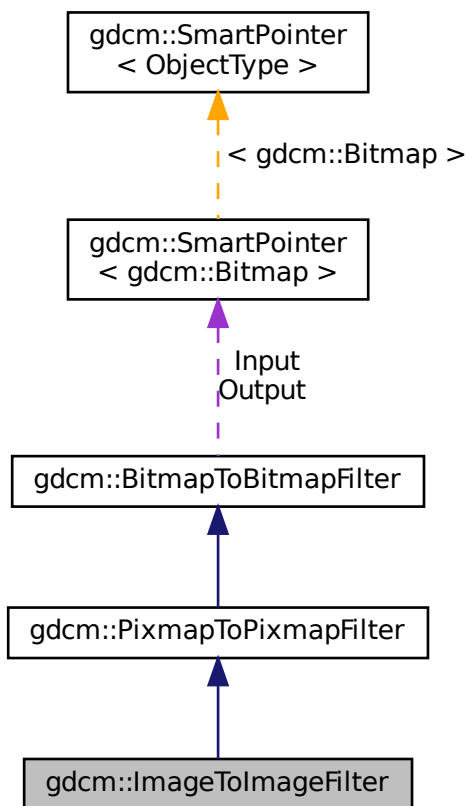 gdcm::SmartPointer
< ObjectType >
< gdcm::Bitmap >
gdcm::SmartPointer
< gdcm::Bitmap >
Input
Output
gdcm::BitmapToBitmapFilter
gdcm::PixmapToPixmapFilter
gdcm::ImageToImageFilter